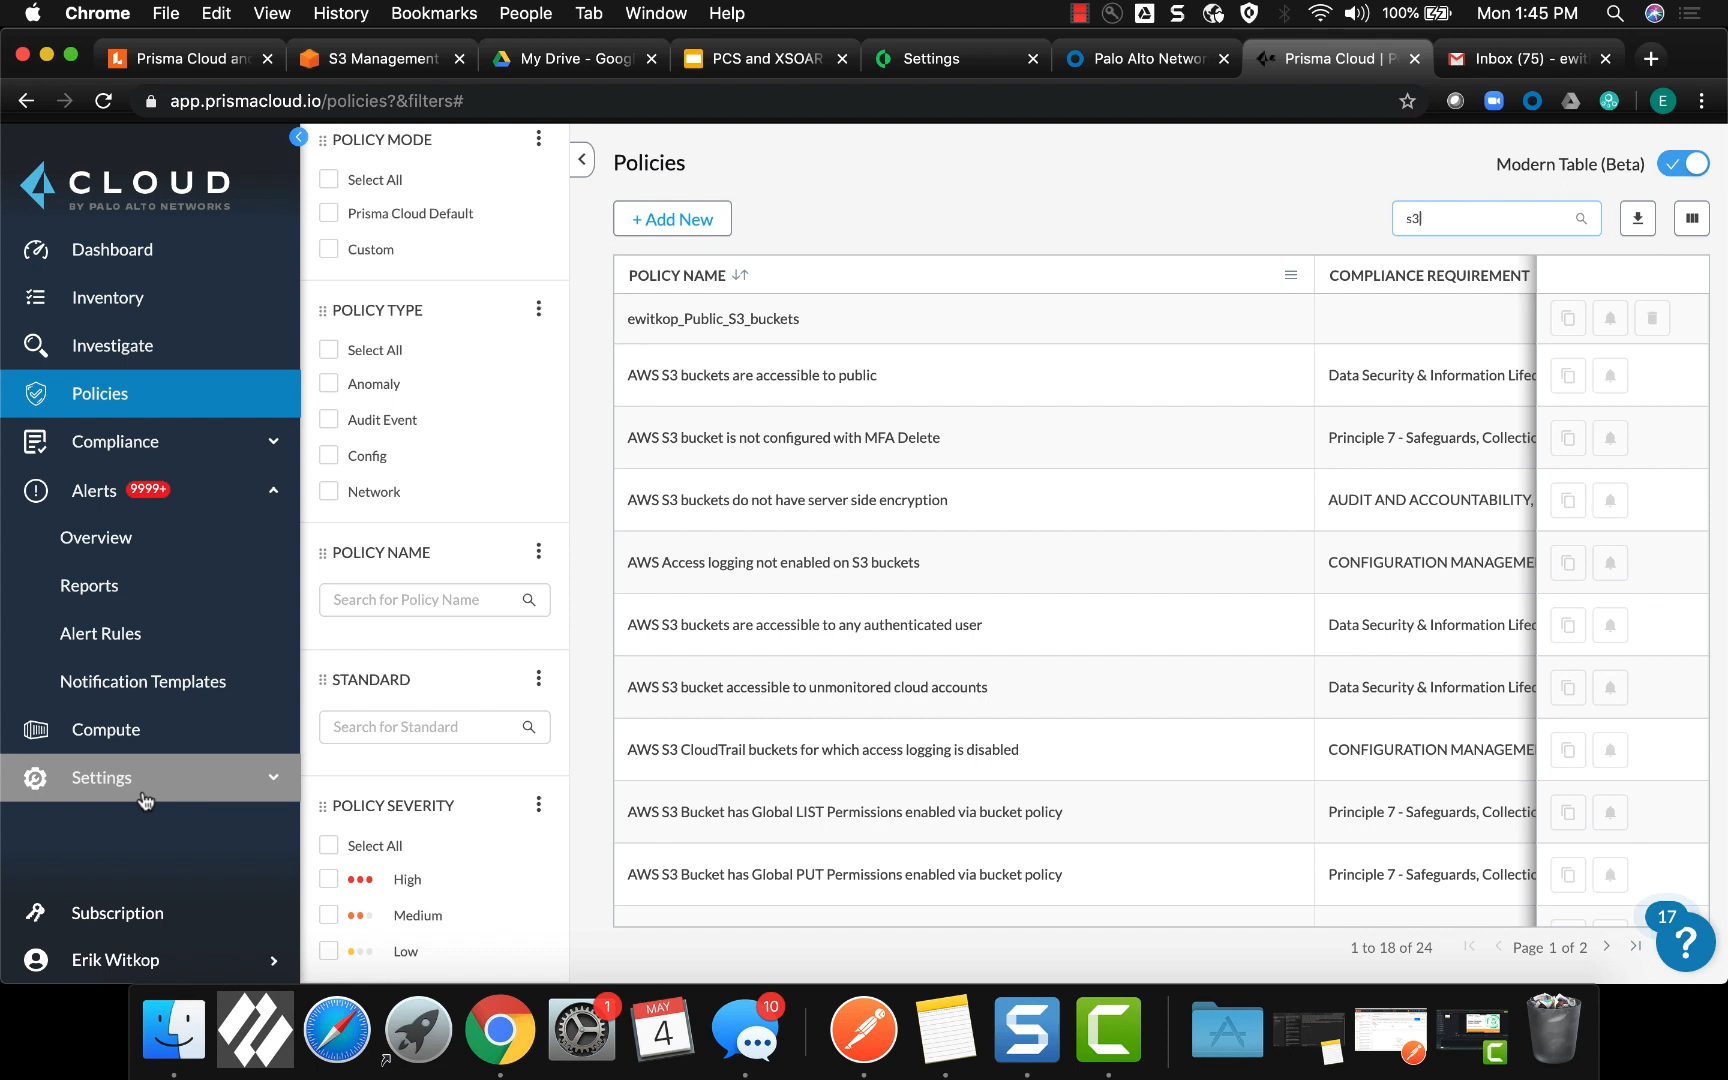 Chrome File Edit View History Bookmarks People Tab Window Help 100% Mon 1:45 PM
Prisma Cloud an S3 Management My Drive - Goog PCS and XSOAR Settings Palo Alto Networ Prisma Cloud | P Inbox (75) - ewit
app.prismacloud.io/policies?&filters# E
CLOUD
BY PALO ALTO NETWORKS
Dashboard
Inventory
Investigate
Policies
Compliance
Alerts 9999+
Overview
Reports
Alert Rules
Notification Templates
Compute
Settings
Subscription
Erik Witkop
POLICY MODE
Select All
Prisma Cloud Default
Custom
POLICY TYPE
Select All
Anomaly
Audit Event
Config
Network
POLICY NAME
Search for Policy Name
STANDARD
Search for Standard
POLICY SEVERITY
Select All
High
Medium
Low
Policies
Modern Table (Beta)
+ Add New
s3
POLICY NAME COMPLIANCE REQUIREMENT
ewitkop_Public_S3_buckets
AWS S3 buckets are accessible to public Data Security & Information Lifec
AWS S3 bucket is not configured with MFA Delete Principle 7 - Safeguards, Collectic
AWS S3 buckets do not have server side encryption AUDIT AND ACCOUNTABILITY,
AWS Access logging not enabled on S3 buckets CONFIGURATION MANAGEME
AWS S3 buckets are accessible to any authenticated user Data Security & Information Lifec
AWS S3 bucket accessible to unmonitored cloud accounts Data Security & Information Lifec
AWS S3 CloudTrail buckets for which access logging is disabled CONFIGURATION MANAGEME
AWS S3 Bucket has Global LIST Permissions enabled via bucket policy Principle 7 - Safeguards, Collectic
AWS S3 Bucket has Global PUT Permissions enabled via bucket policy Principle 7 - Safeguards, Collectic
1 to 18 of 24 Page 1 of 2
17
?
1
MAY
4
10
S
C